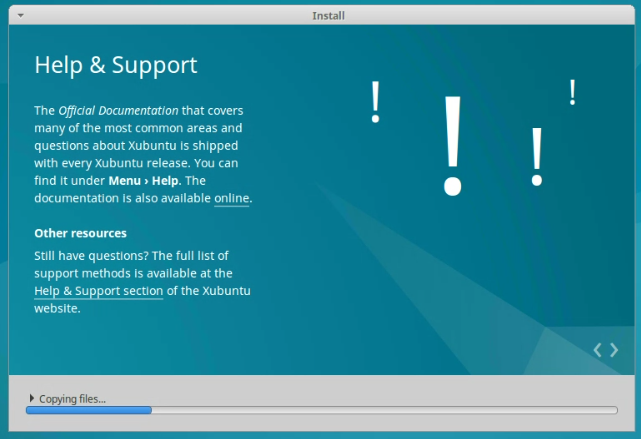 Install
Help & Support
!
!
!
!
The Official Documentation that covers
many of the most common areas and
questions about Xubuntu is shipped
with every Xubuntu release. You can
find it under Menu › Help. The
documentation is also available online.
Other resources
Still have questions? The full list of
support methods is available at the
Help & Support section of the Xubuntu
website.
Copying files...